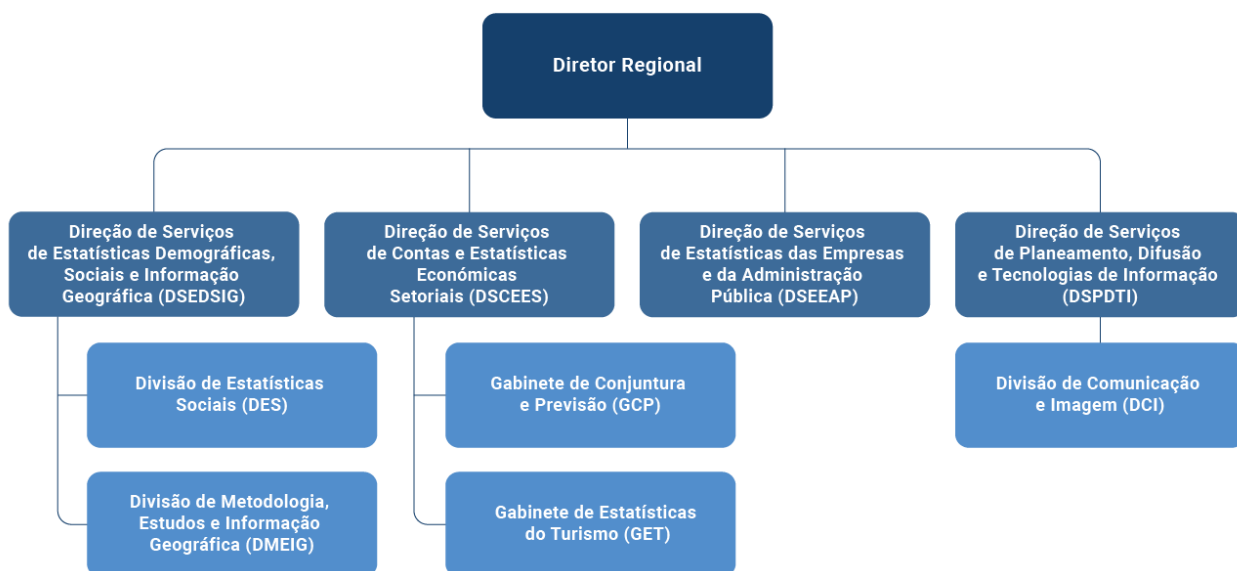 Diretor Regional
Direção de Serviços
de Estatísticas Demográficas,
Sociais e Informação
Geográfica (DSEDSIG)
Direção de Serviços
de Contas e Estatísticas
Económicas
Setoriais (DSCEES)
Direção de Serviços
de Estatísticas das Empresas
e da Administração
Pública (DSEEAP)
Direção de Serviços
de Planeamento, Difusão
e Tecnologias de Informação
(DSPDTI)
Divisão de Estatísticas
Sociais (DES)
Gabinete de Conjuntura
e Previsão (GCP)
Divisão de Comunicação
e Imagem (DCI)
Divisão de Metodologia,
Estudos e Informação
Geográfica (DMEIG)
Gabinete de Estatísticas
do Turismo (GET)